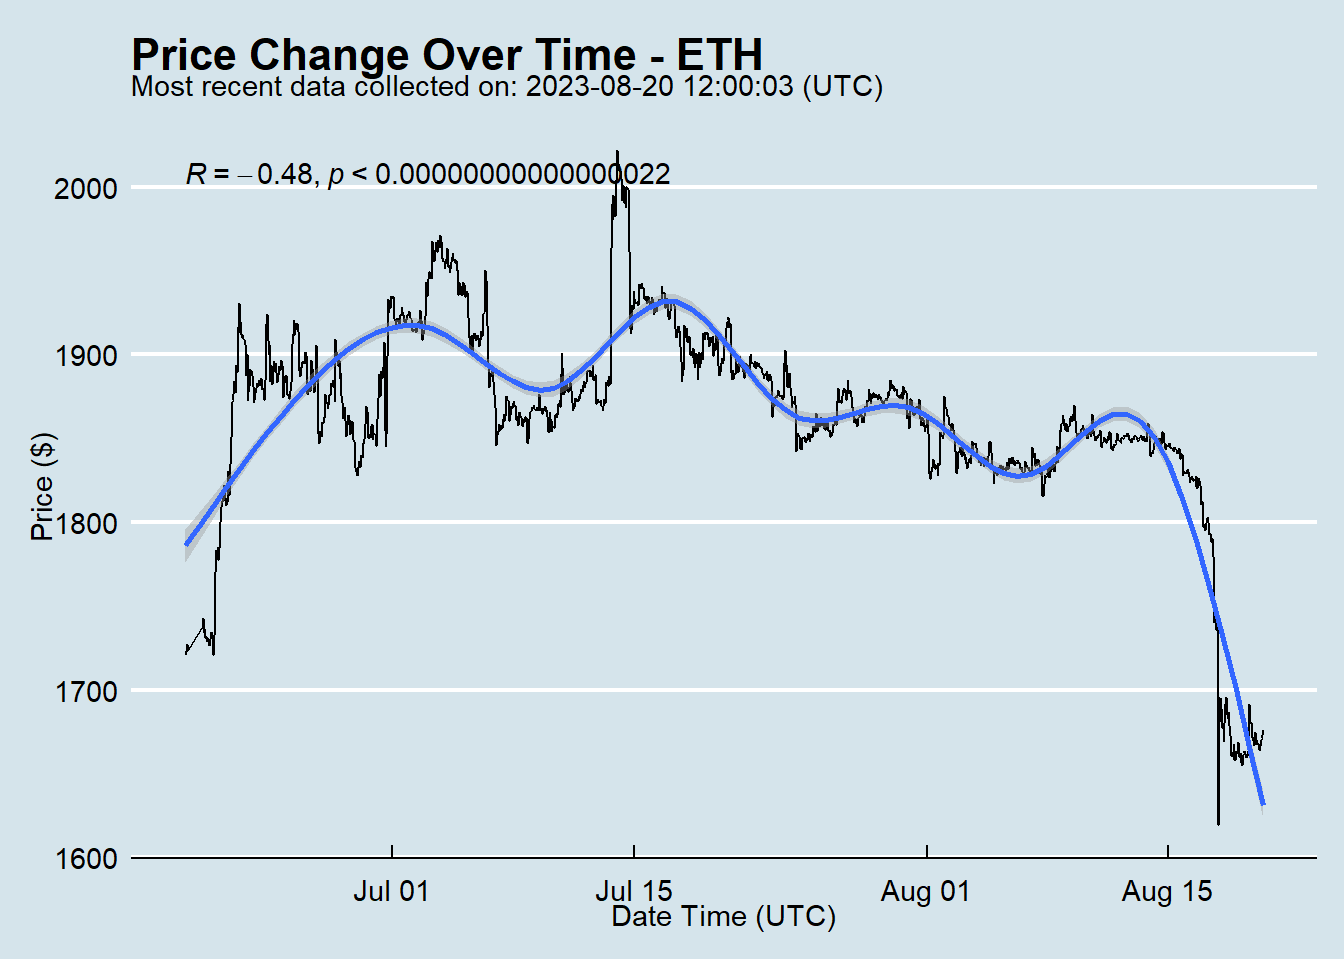 Price Change Over Time - ETH
Most recent data collected on: 2023-08-20 12:00:03 (UTC)
R = −0.48, p < 0.00000000000000022
2000
1900
1800
1700
1600
Price ($)
Jul 01
Jul 15
Aug 01
Aug 15
Date Time (UTC)